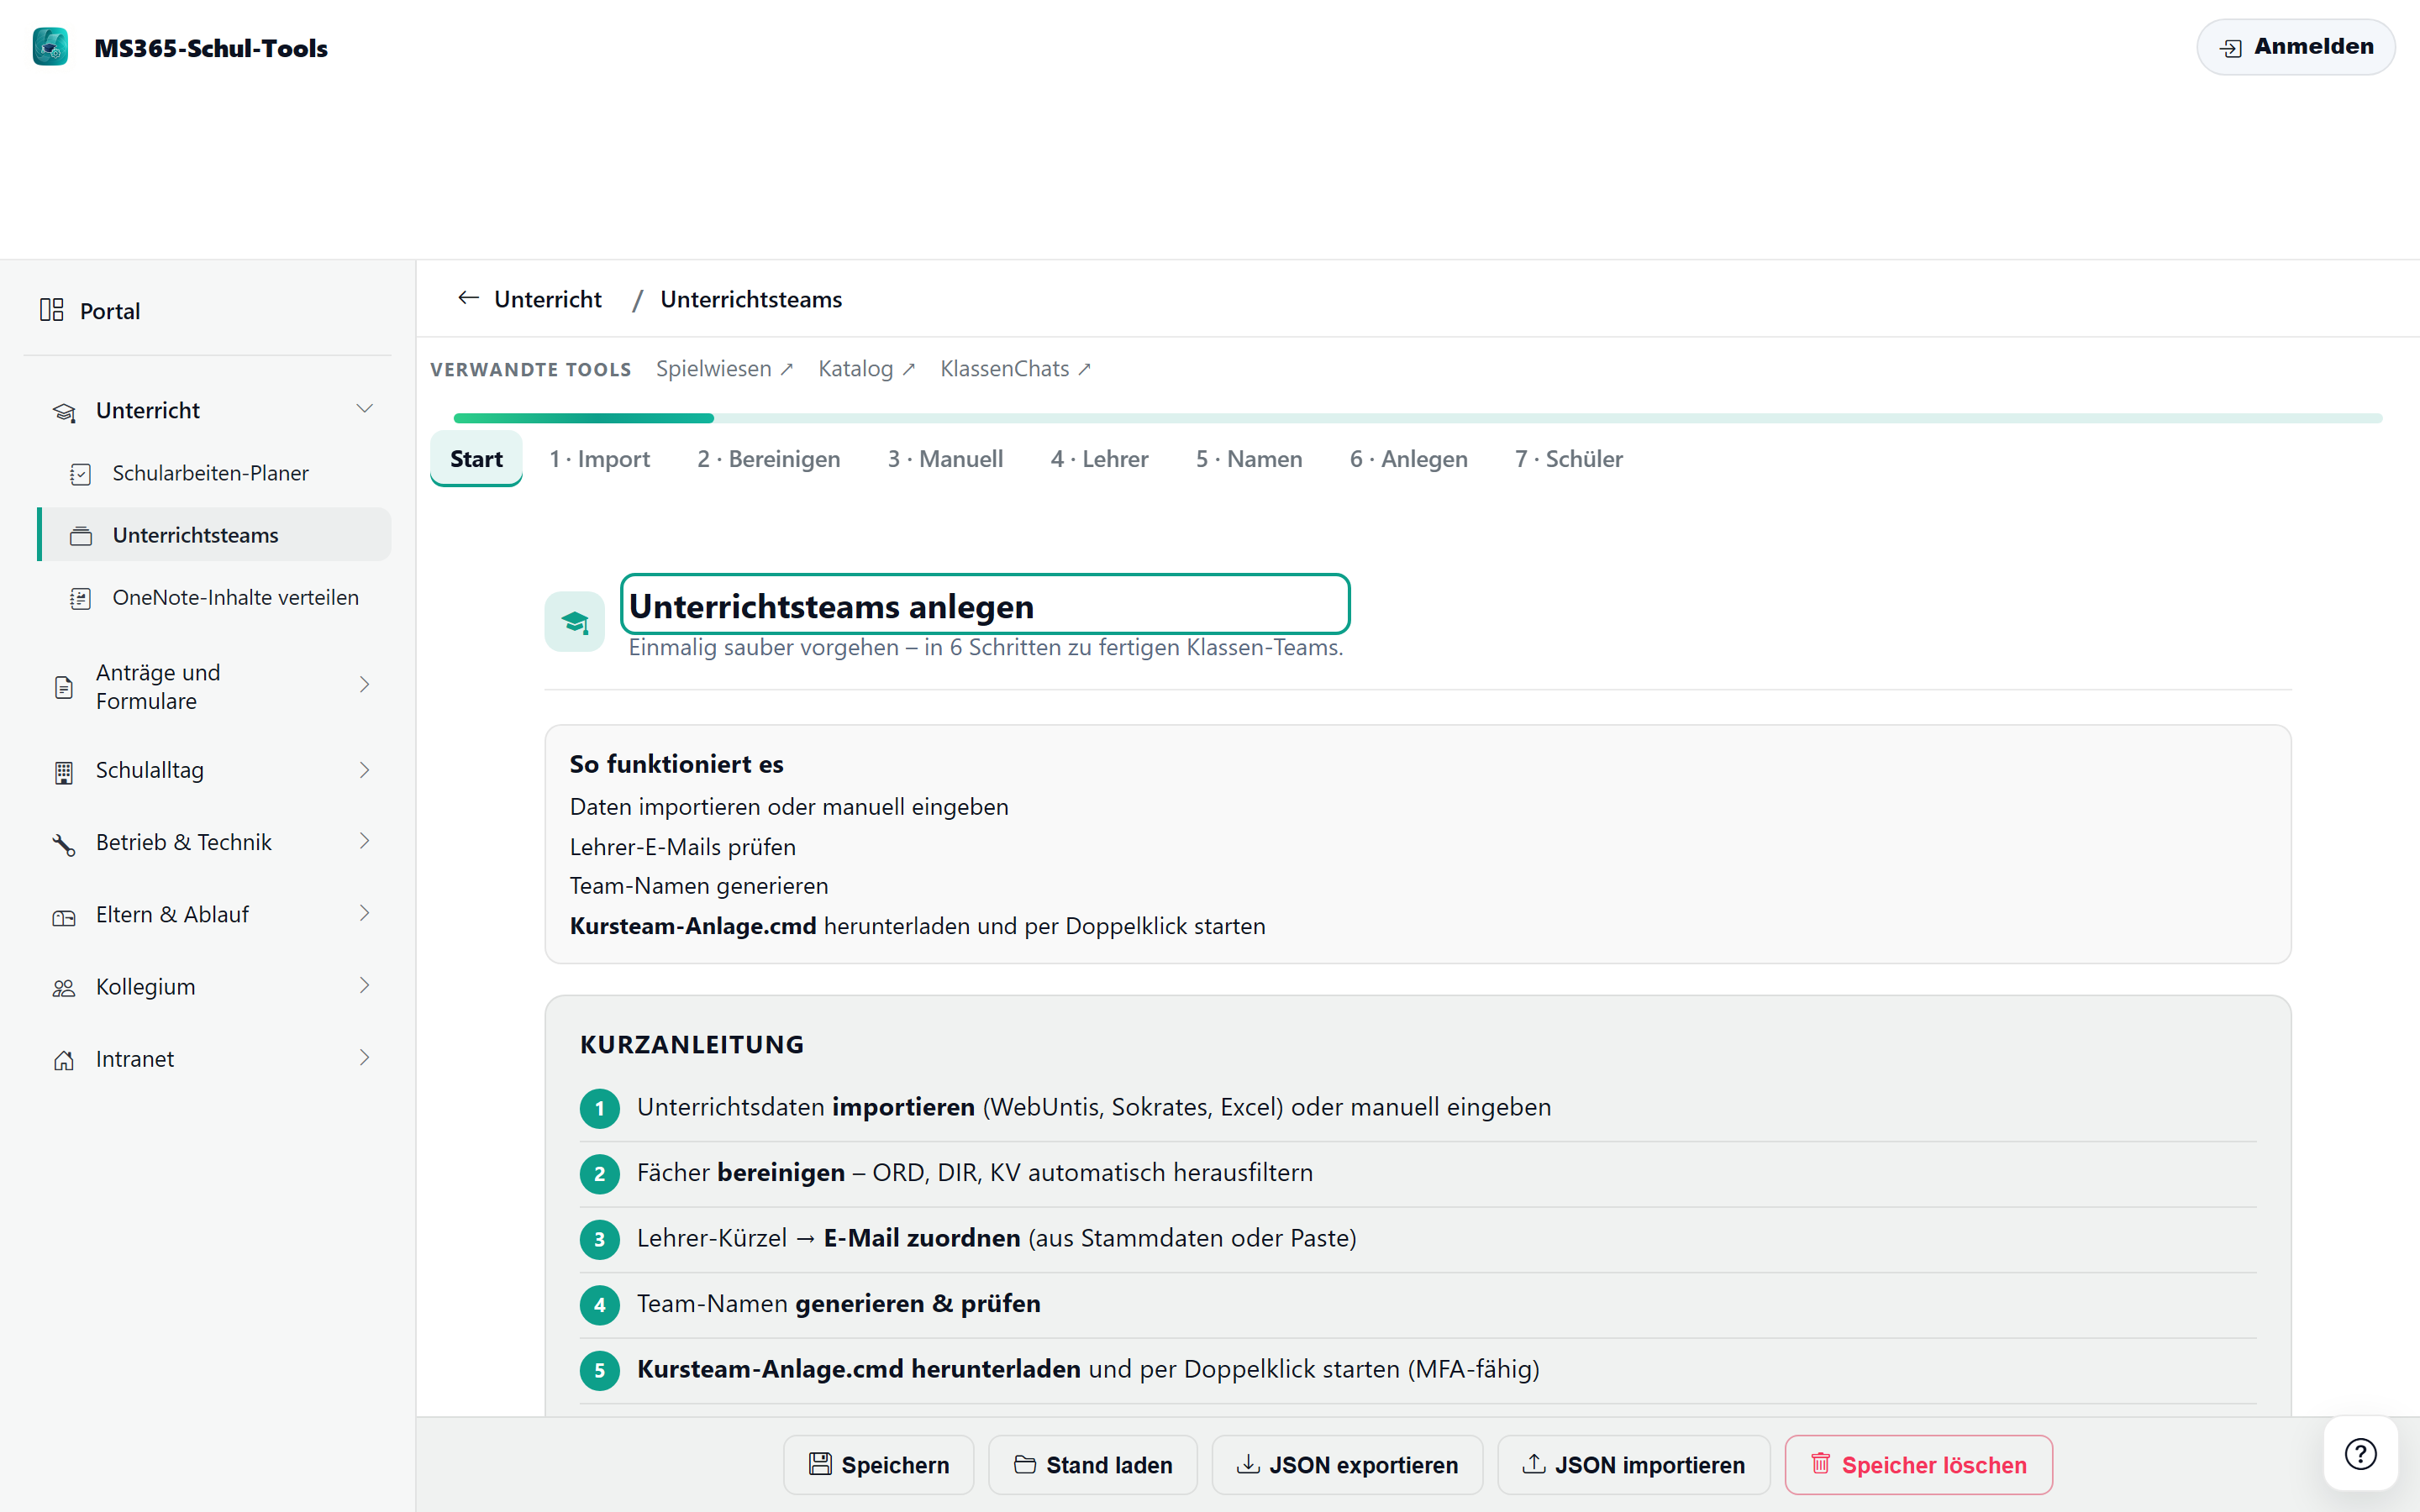 MS365-Schul-Tools
Anmelden
Portal
Unterricht
Schularbeiten-Planer
Unterrichtsteams
OneNote-Inhalte verteilen
Anträge und
Formulare
Schulalltag
Betrieb & Technik
Eltern & Ablauf
Kollegium
Intranet
← Unterricht / Unterrichtsteams
VERWANDTE TOOLS Spielwiesen ↗ Katalog ↗ KlassenChats ↗
Start 1 · Import 2 · Bereinigen 3 · Manuell 4 · Lehrer 5 · Namen 6 · Anlegen 7 · Schüler
Unterrichtsteams anlegen
Einmalig sauber vorgehen – in 6 Schritten zu fertigen Klassen-Teams.
So funktioniert es
Daten importieren oder manuell eingeben
Lehrer-E-Mails prüfen
Team-Namen generieren
Kursteam-Anlage.cmd herunterladen und per Doppelklick starten
KURZANLEITUNG
1 Unterrichtsdaten importieren (WebUntis, Sokrates, Excel) oder manuell eingeben
2 Fächer bereinigen – ORD, DIR, KV automatisch herausfiltern
3 Lehrer-Kürzel → E-Mail zuordnen (aus Stammdaten oder Paste)
4 Team-Namen generieren & prüfen
5 Kursteam-Anlage.cmd herunterladen und per Doppelklick starten (MFA-fähig)
Speichern Stand laden JSON exportieren JSON importieren Speicher löschen
?